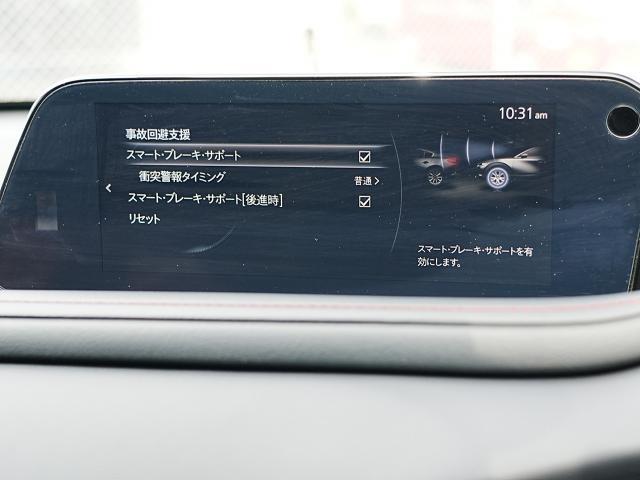 10:31 am
事故回避支援
スマート・ブレーキ・サポート
衝突警報タイミング 普通
スマート・ブレーキ・サポート[後進時]
リセット
スマート・ブレーキ・サポートを有
効にします。